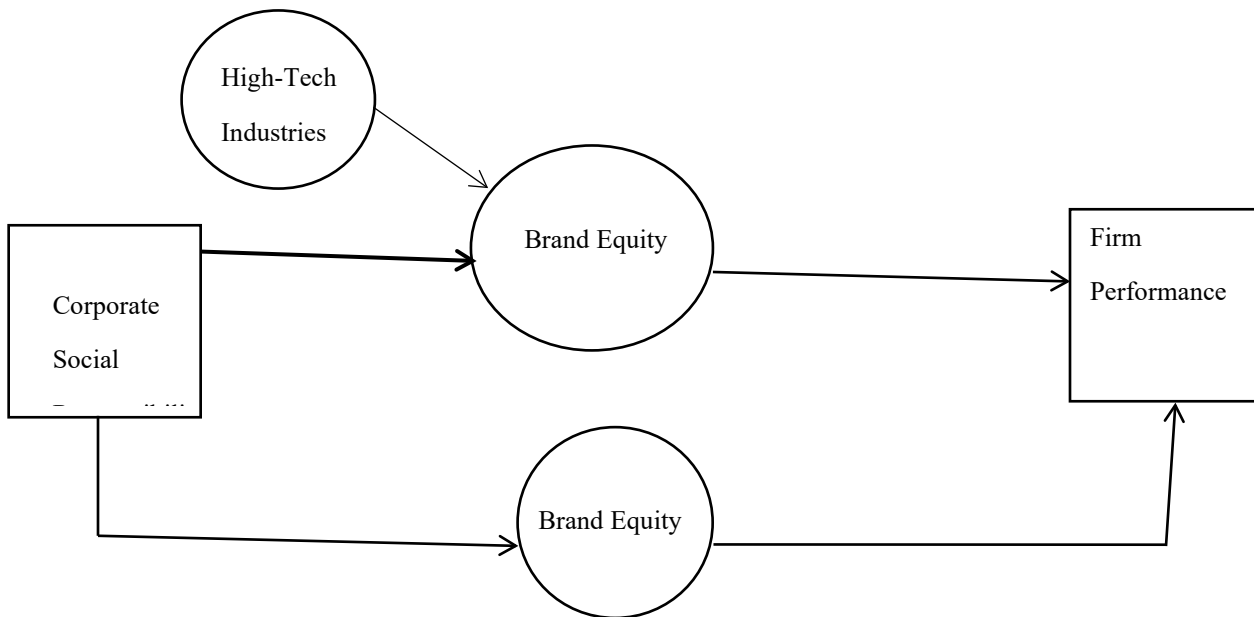 High-Tech
Industries
Brand Equity
Firm
Performance
Corporate
Social
Brand Equity